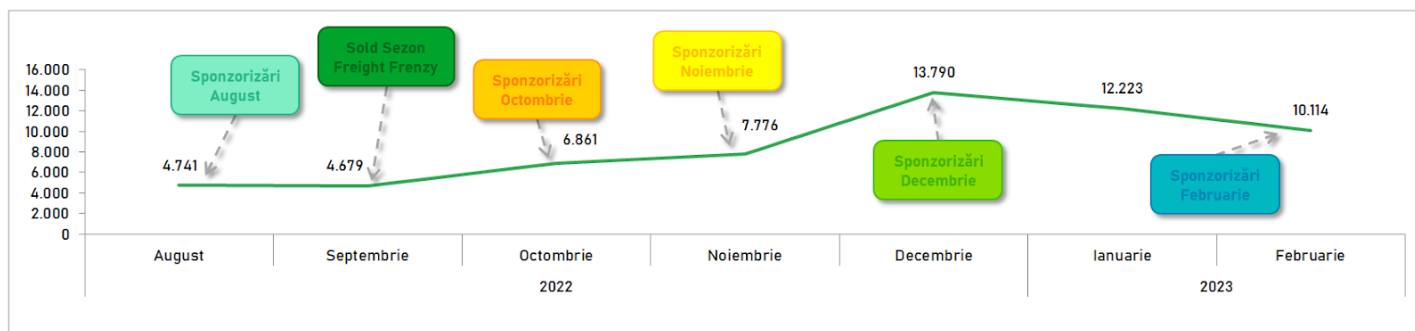 Sold Sezon
Freight Frenzy
Sponzorizări
Noiembrie
Sponzorizări
August
Sponzorizări
Octombrie
16.000
14.000
12.000
10.000
8.000
6.000
4.000
2.000
0
4.741
4.679
6.861
7.776
13.790
12.223
10.114
Sponzorizări
Decembrie
Sponzorizări
Februarie
August
Septembrie
Octombrie
Noiembrie
Decembrie
Ianuarie
Februarie
2022
2023